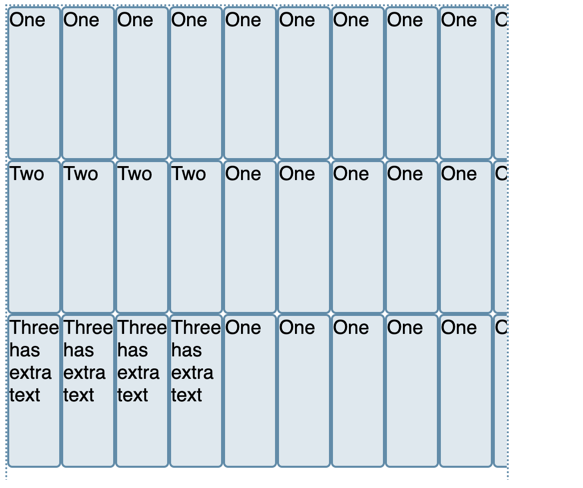 One One One One One One One One One
Two Two Two Two One One One One One
Three Three Three Three One One One One One
has has has has
extra extra extra extra
text text text text